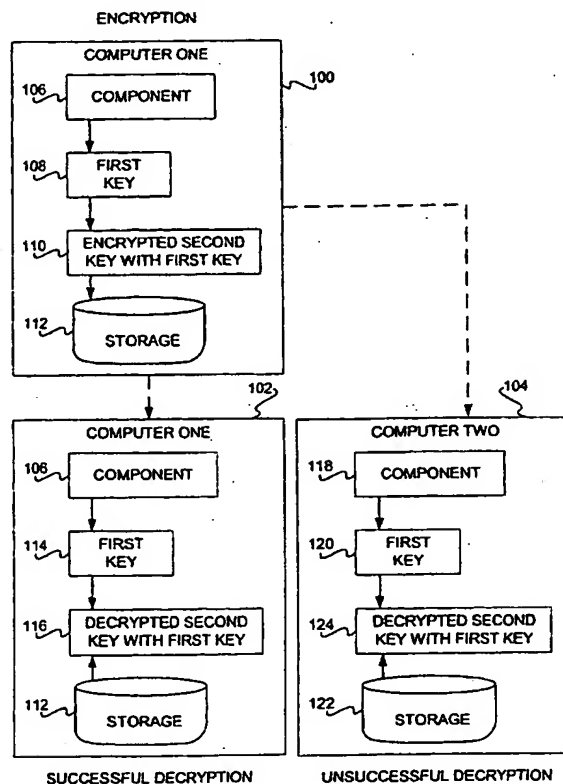 ENCRYPTION
COMPUTER ONE
100
106
COMPONENT
108
FIRST
KEY
110
ENCRYPTED SECOND
KEY WITH FIRST KEY
112
STORAGE
102
COMPUTER ONE
106
COMPONENT
114
FIRST
KEY
116
DECRYPTED SECOND
KEY WITH FIRST KEY
112
STORAGE
SUCCESSFUL DECRYPTION
104
COMPUTER TWO
118
COMPONENT
120
FIRST
KEY
124
DECRYPTED SECOND
KEY WITH FIRST KEY
122
STORAGE
UNSUCCESSFUL DECRYPTION